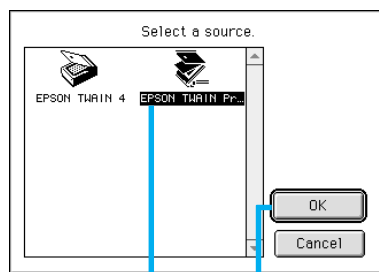 Select a source.
EPSON TWAIN 4 EPSON TWAIN Pr...
OK
Cancel